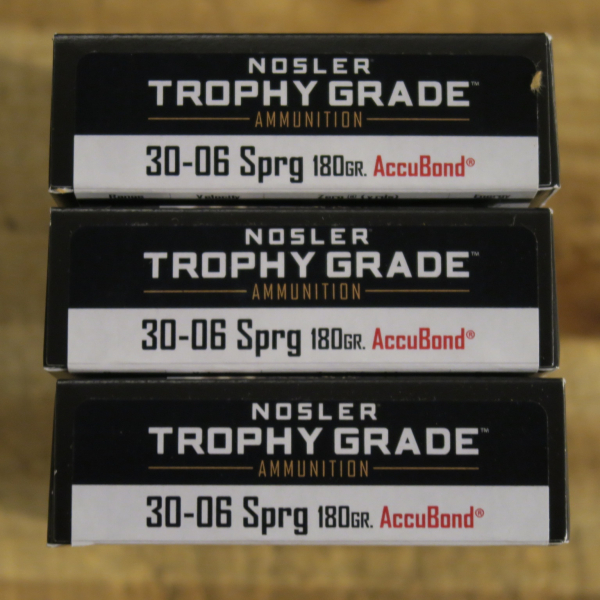 NOSLER
TROPHY GRADE™
AMMUNITION
30-06 Sprg 180GR. AccuBond®
NOSLER
TROPHY GRADE™
AMMUNITION
30-06 Sprg 180GR. AccuBond®
NOSLER
TROPHY GRADE™
AMMUNITION
30-06 Sprg 180GR. AccuBond®